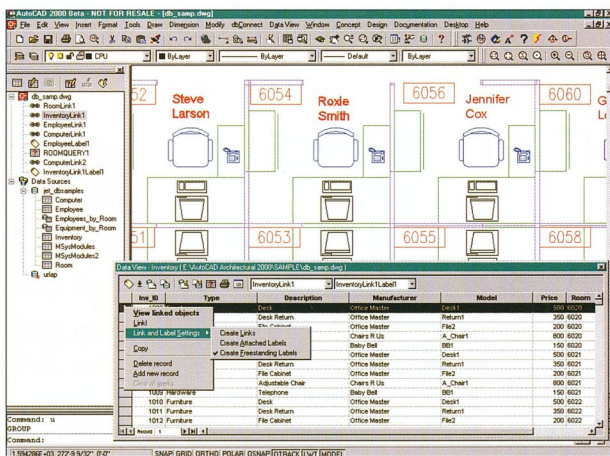 AutoCAD 2000 Beta - NOT FOR RESALE - [db_samp.dwg]
File Edit View Insert Format Tools Draw Dimension Modify dbConnect Data View Window Concept Design Documentation Desktop Help
CPU ByLayer ByLayer Default ByLayer
db_samp.dwg
RoomLink1
InventoryLink1
EmployeeLink1
ComputerLink1
EmployeeLabel1
ROOMQUERY1
ComputerLink2
InventoryLink1Label1
Data Sources
jet_dbsamples
Computer
Employee
Employees_by_Room
Equipment_by_Room
Inventory
MSysModules
MSysModules2
Room
urlap
52 6054 6056 6060
Steve Larson
Roxie Smith
Jennifer Cox
51 6053 6055 6058
Data View - Inventory ( E:\AutoCAD Architectural 2000\SAMPLE\db_samp.dwg )
InventoryLink1 InventoryLink1Label1
Inv_ID Type Description Manufacturer Model Price Room
Desk Office Master Desk1 500 6020
Desk Return Office Master Return1 350 6020
File Cabinet Office Master File2 200 6020
Chairs R Us A_Chair1 800 6020
Baby Bell BB1 150 6020
Office Master Desk1 500 6021
Desk Return Office Master Return1 350 6021
File Cabinet Office Master File2 200 6021
Adjustable Chair Chairs R Us A_Chair1 800 6021
1009 Hardware Telephone Baby Bell BB1 150 6021
1010 Furniture Desk Office Master Desk1 500 6022
1011 Furniture Desk Return Office Master Return1 350 6022
1012 Furniture File Cabinet Office Master File2 200 6022
View linked objects
Link!
Link and Label Settings
Copy
Delete record
Add new record
Clear all marks
Create Links
Create Attached Labels
Create Freestanding Labels
Record 1
Command: u
GROUP
Command:
SNAP GRID ORTHO POLAR OSNAP OTRACK LWT MODEL